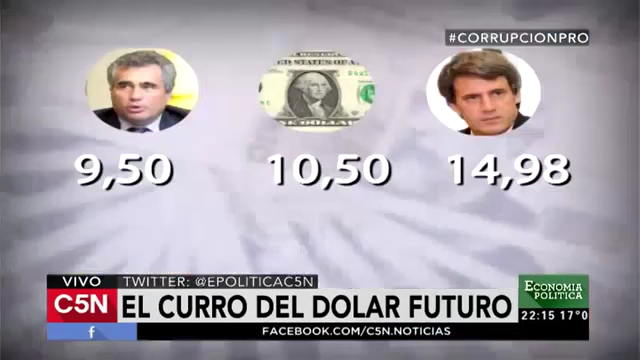 #CORRUPCIONPRO
9,50
10,50
14,98
VIVO
TWITTER: @EPOLITICAC5N
C5N
EL CURRO DEL DOLAR FUTURO
ECONOMIA
POLITICA
f
FACEBOOK.COM/C5N.NOTICIAS
22:15 17°C